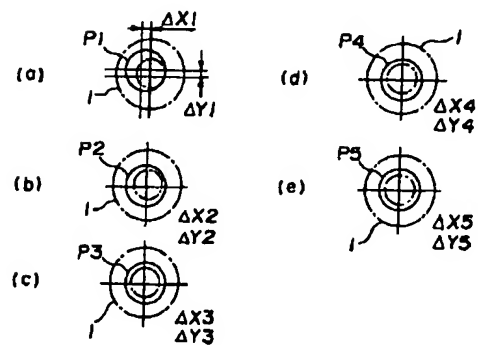 (a) P1 1 ΔX1 ΔY1
(b) P2 1 ΔX2 ΔY2
(c) P3 1 ΔX3 ΔY3
(d) P4 1 ΔX4 ΔY4
(e) P5 1 ΔX5 ΔY5